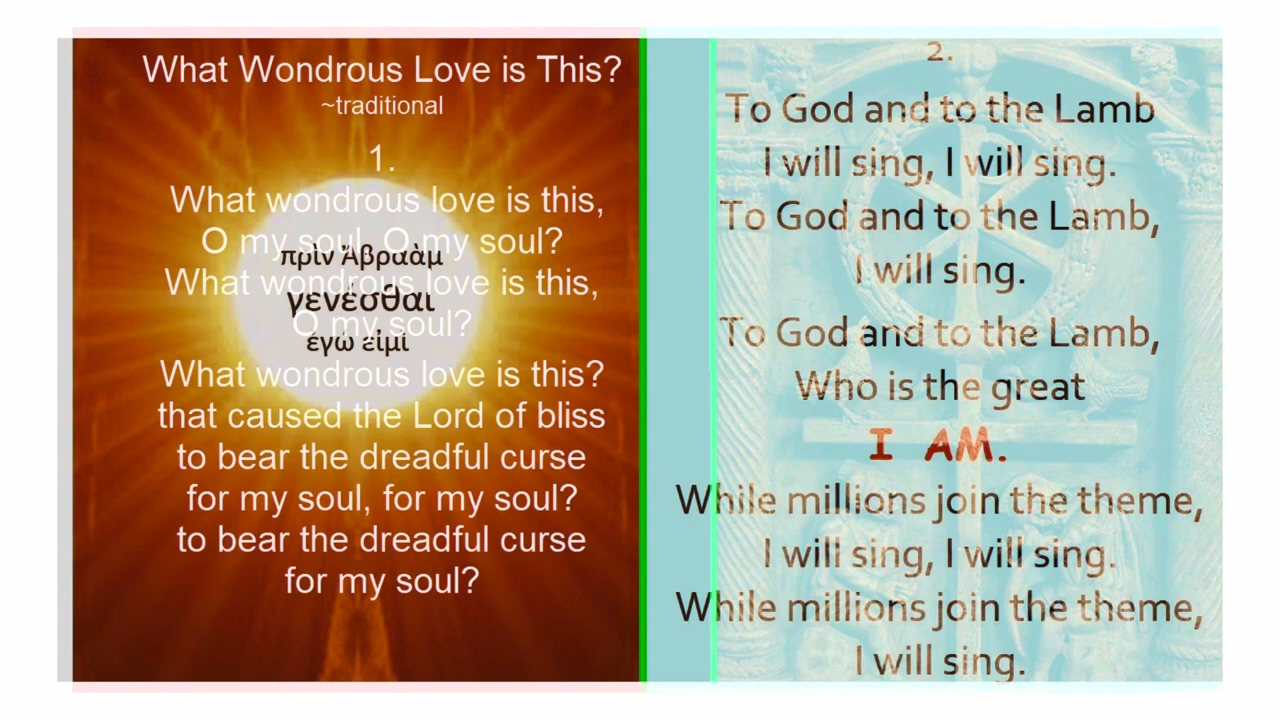 What Wondrous Love is This?
~traditional
1.
What wondrous love is this,
O my soul, O my soul?
What wondrous love is this,
O my soul?
πρὶν Ἀβραὰμ
γενέσθαι
ἐγώ εἰμί
What wondrous love is this?
that caused the Lord of bliss
to bear the dreadful curse
for my soul, for my soul?
to bear the dreadful curse
for my soul?
2.
To God and to the Lamb
I will sing, I will sing.
To God and to the Lamb,
I will sing.
To God and to the Lamb,
Who is the great
I AM.
While millions join the theme,
I will sing, I will sing.
While millions join the theme,
I will sing.